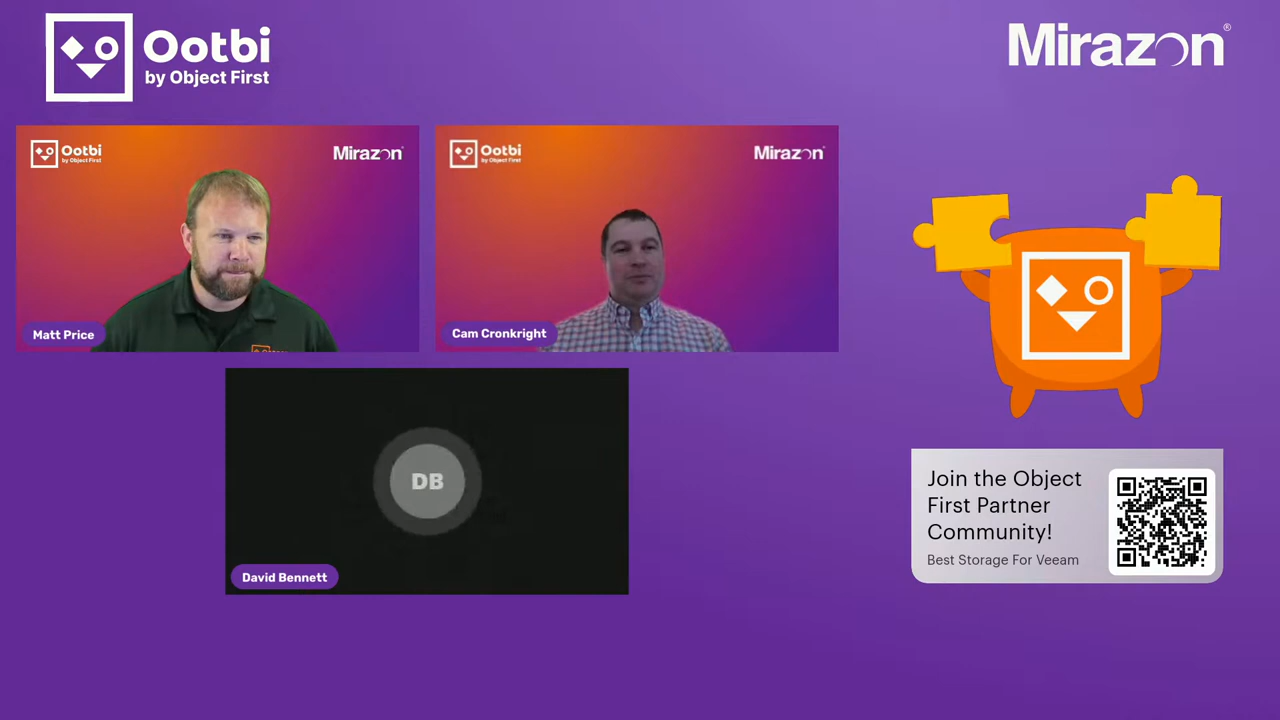 Ootbi
by Object First
Mirazon®
Ootbi
by Object First
Mirazon
Matt Price
Ootbi
by Object First
Mirazon
Cam Cronkright
DB
David Bennett
Join the Object
First Partner
Community!
Best Storage For Veeam